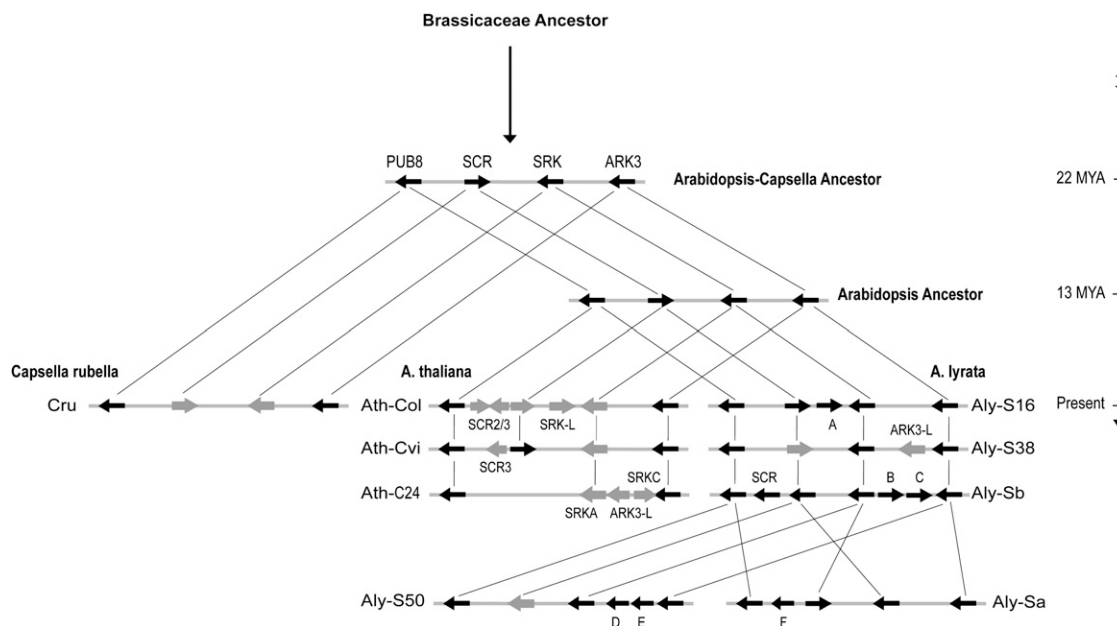 Brassicaceae Ancestor
3
PUB8 SCR SRK ARK3
Arabidopsis-Capsella Ancestor
22 MYA
Arabidopsis Ancestor
13 MYA
Capsella rubella
A. thaliana
A. lyrata
Cru
Ath-Col
Aly-S16
Present
SCR2/3
SRK-L
A
ARK3-L
Ath-Cvi
Aly-S38
SCR3
SRKC
SCR
B
C
Ath-C24
Aly-Sb
SRKA
ARK3-L
Aly-S50
Aly-Sa
D
E
F